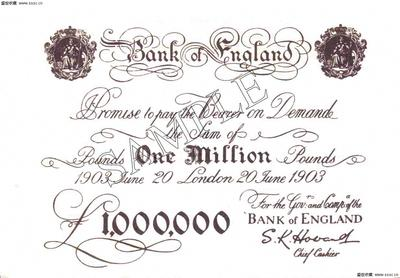 盛世收藏 www.sssc.cn
Bank of England
Promise to pay the Bearer on Demand
the Sum of
Pounds One Million Pounds
1903 June 20 London 20 June 1903
£1,000,000
For the Govr. and Compa. of the
BANK OF ENGLAND
S.K. Howard
Chief Cashier
SAMPLE
盛世收藏 www.sssc.cn